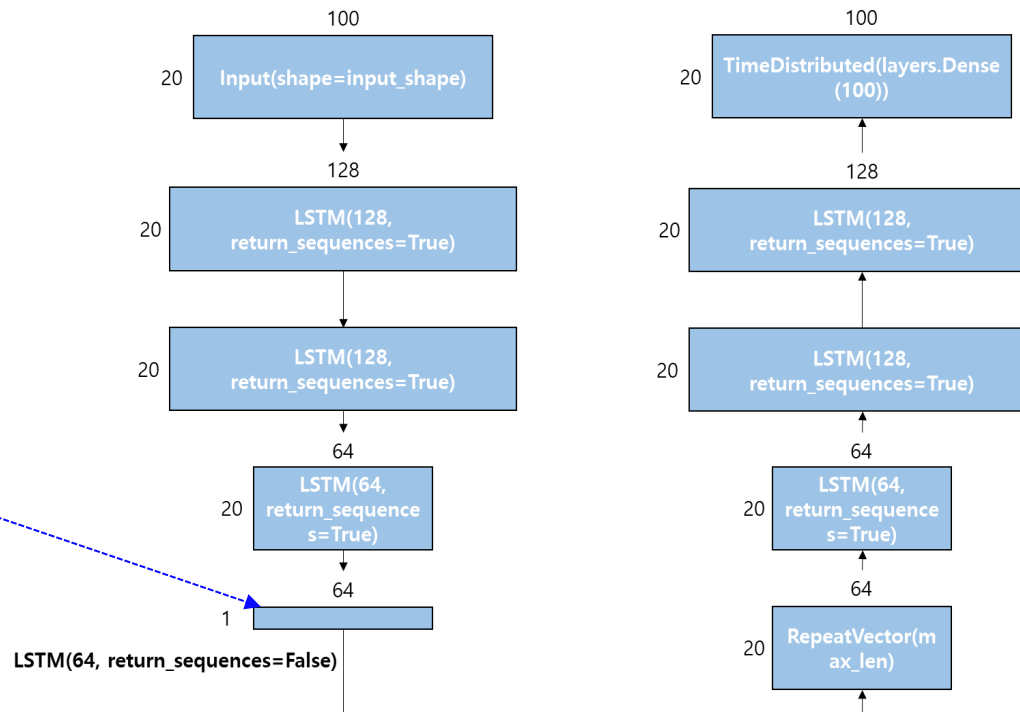 100
20
Input(shape=input_shape)
128
20
LSTM(128,
return_sequences=True)
20
LSTM(128,
return_sequences=True)
64
20
LSTM(64,
return_sequence
s=True)
64
1
LSTM(64, return_sequences=False)
100
20
TimeDistributed(layers.Dense
(100))
128
20
LSTM(128,
return_sequences=True)
20
LSTM(128,
return_sequences=True)
64
20
LSTM(64,
return_sequence
s=True)
64
20
RepeatVector(m
ax_len)